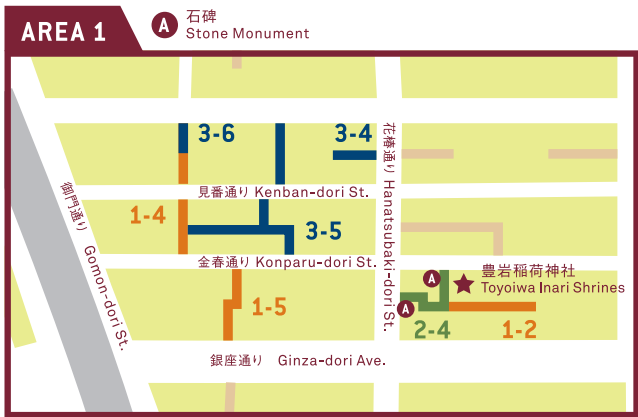 AREA 1
A 石碑
Stone Monument
3-6
3-4
花椿通り Hanatsubaki-dori St.
御門通り Gomon-dori St.
見番通り Kenban-dori St.
1-4
3-5
金春通り Konparu-dori St.
豊岩稲荷神社
Toyoiwa Inari Shrines
A
A
1-5
2-4
1-2
銀座通り Ginza-dori Ave.